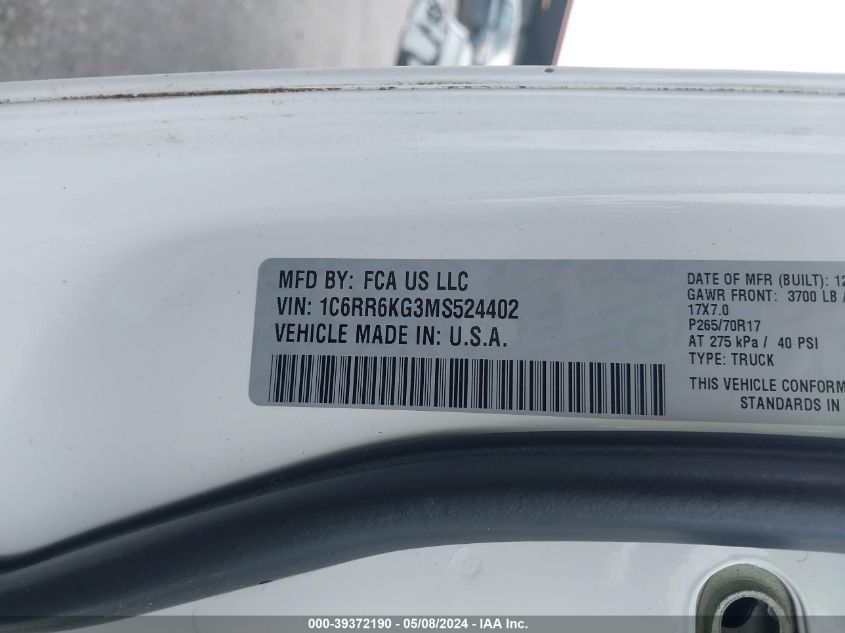 MFD BY: FCA US LLC
VIN: 1C6RR6KG3MS524402
VEHICLE MADE IN: U.S.A.
DATE OF MFR (BUILT): 12
GAWR FRONT: 3700 LB
17X7.0
P265/70R17
AT 275 kPa / 40 PSI
TYPE: TRUCK
THIS VEHICLE CONFORM
STANDARDS IN
000-39372190 - 05/08/2024 - IAA Inc.